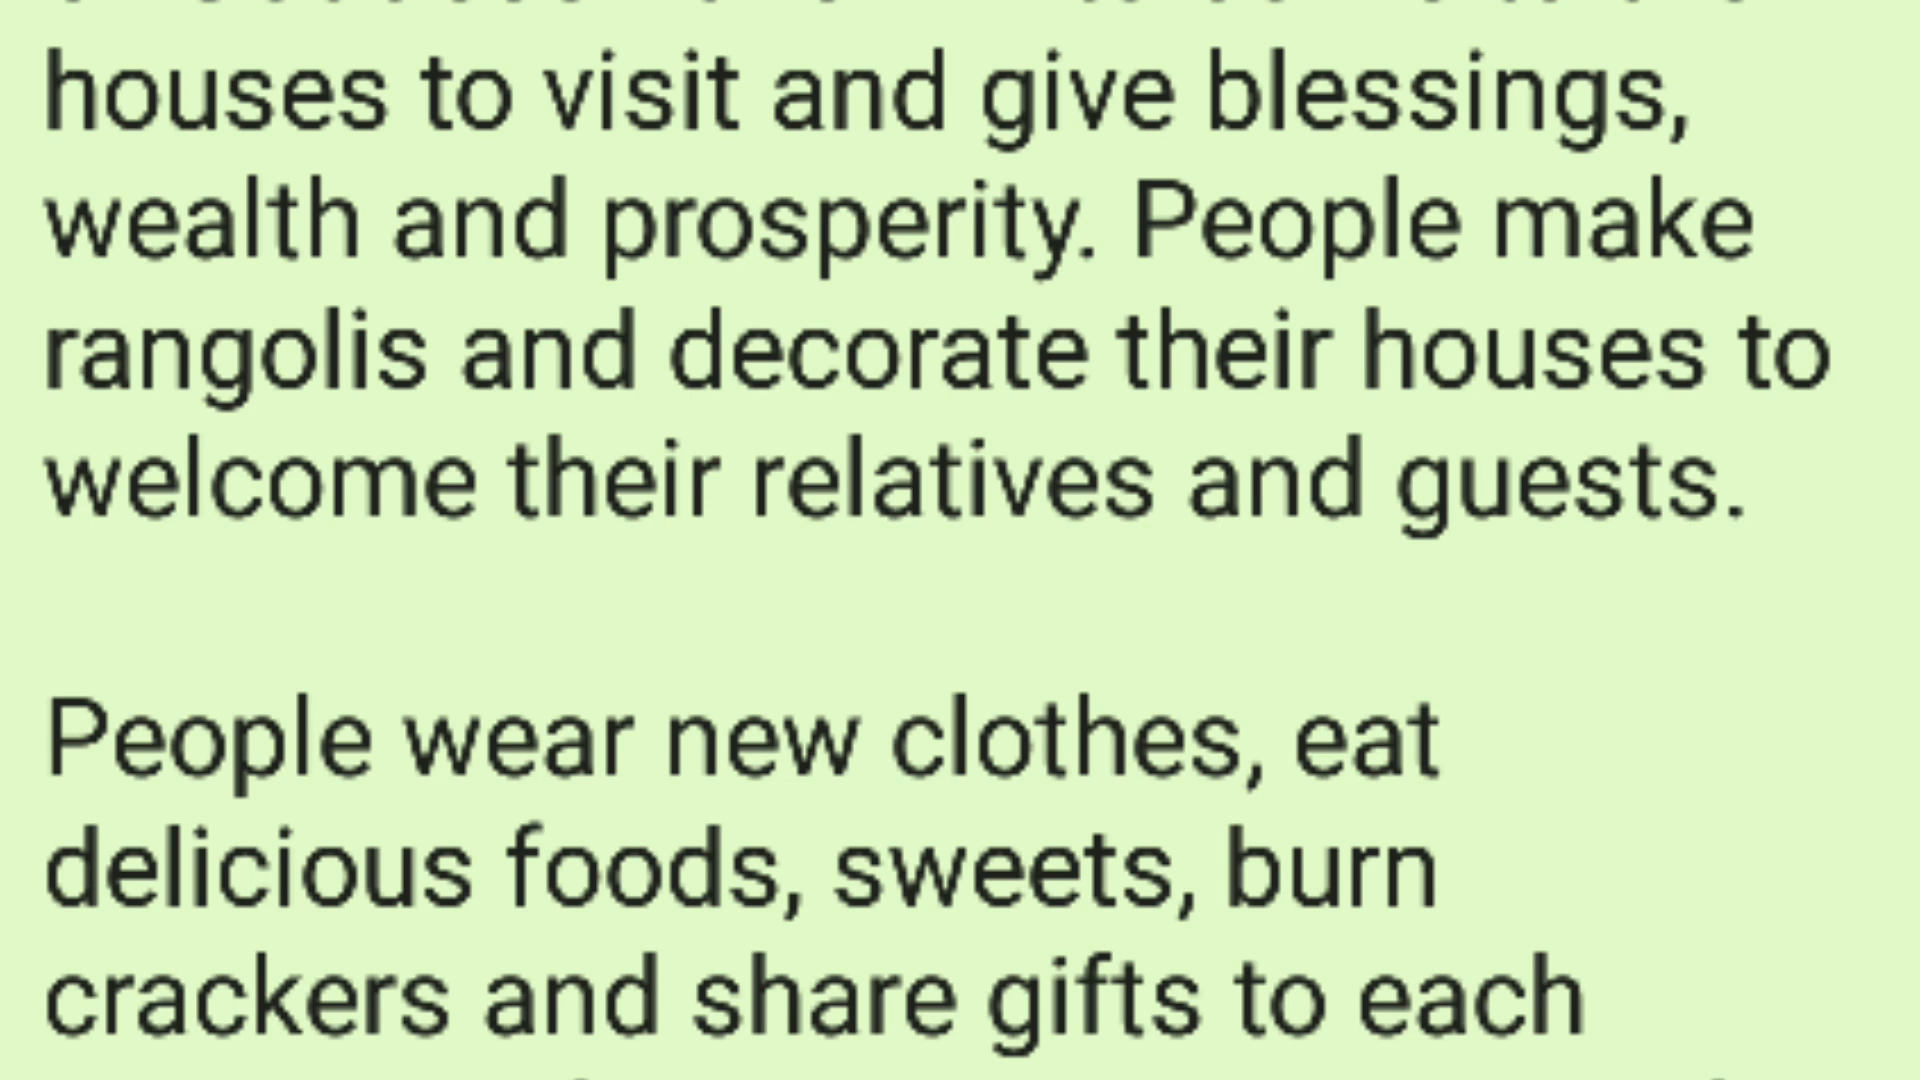 houses to visit and give blessings,
wealth and prosperity. People make
rangolis and decorate their houses to
welcome their relatives and guests.
People wear new clothes, eat
delicious foods, sweets, burn
crackers and share gifts to each